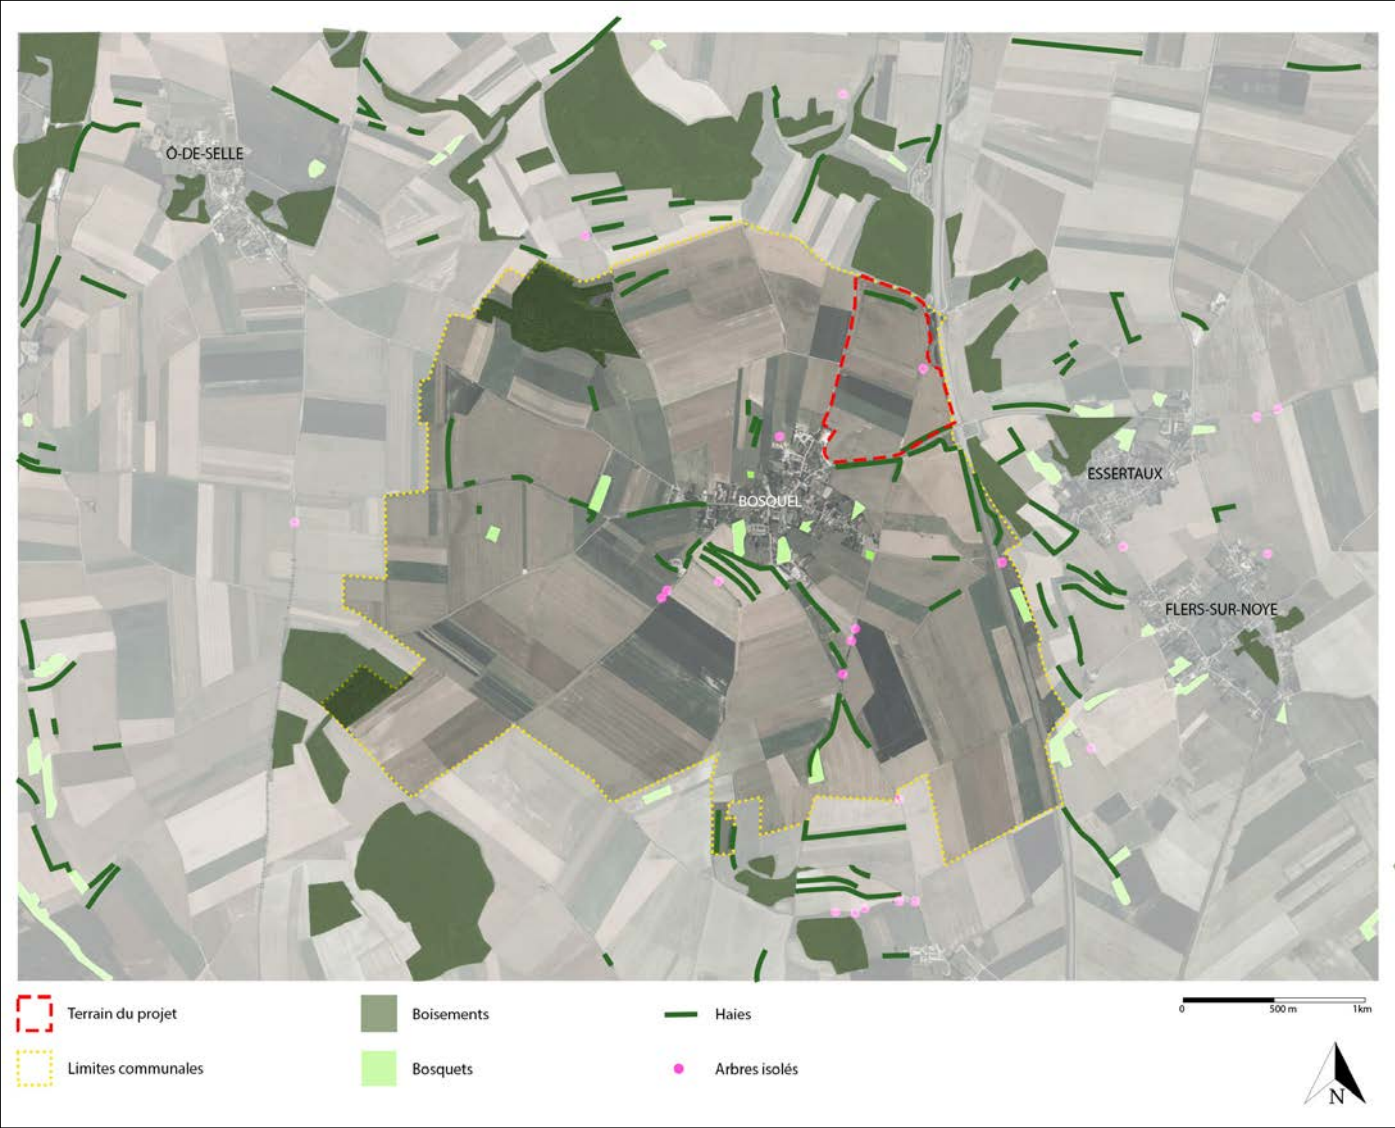 Ô-DE-SELLE
ESSERTAUX
BOSQUEL
FLERS-SUR-NOYE
Terrain du projet
Boisements
Haies
0 500 m 1km
Limites communales
Bosquets
Arbres isolés
N